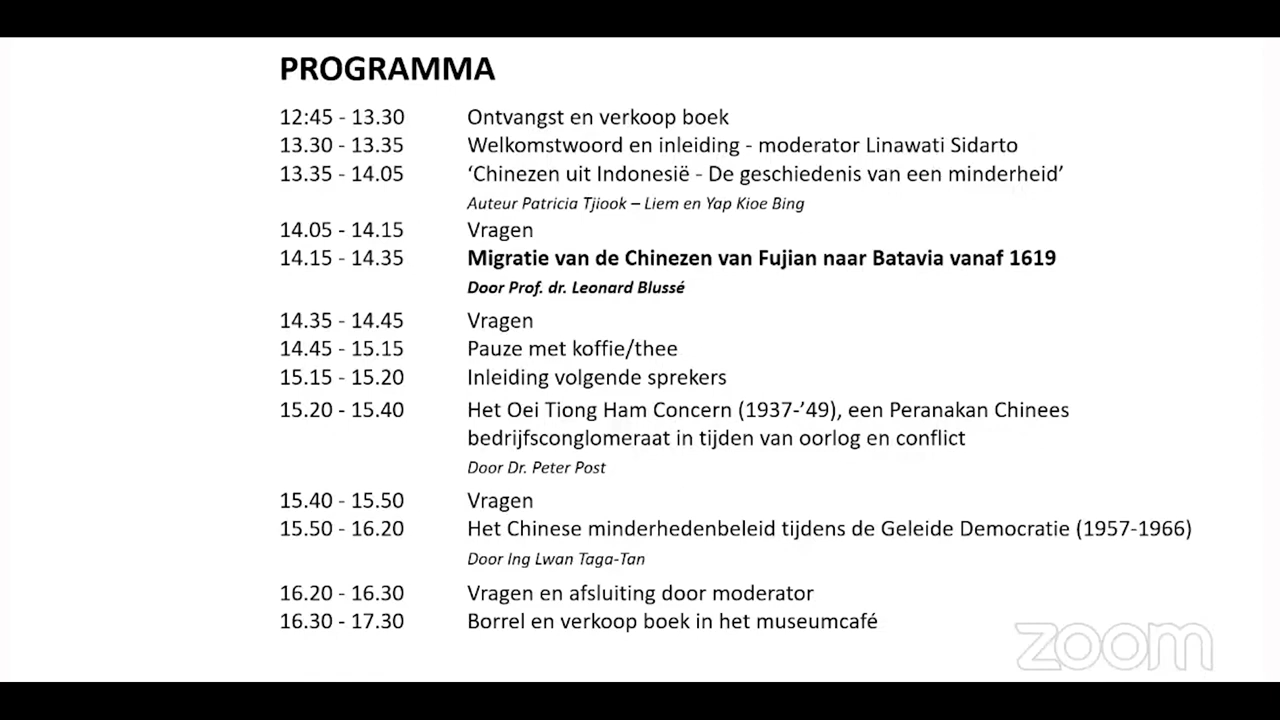 PROGRAMMA
12:45 - 13.30 Ontvangst en verkoop boek
13.30 - 13.35 Welkomstwoord en inleiding - moderator Linawati Sidarto
13.35 - 14.05 ‘Chinezen uit Indonesië - De geschiedenis van een minderheid’
Auteur Patricia Tjiook – Liem en Yap Kioe Bing
14.05 - 14.15 Vragen
14.15 - 14.35 Migratie van de Chinezen van Fujian naar Batavia vanaf 1619
Door Prof. dr. Leonard Blussé
14.35 - 14.45 Vragen
14.45 - 15.15 Pauze met koffie/thee
15.15 - 15.20 Inleiding volgende sprekers
15.20 - 15.40 Het Oei Tiong Ham Concern (1937-’49), een Peranakan Chinees
bedrijfsconglomeraat in tijden van oorlog en conflict
Door Dr. Peter Post
15.40 - 15.50 Vragen
15.50 - 16.20 Het Chinese minderhedenbeleid tijdens de Geleide Democratie (1957-1966)
Door Ing Lwan Taga-Tan
16.20 - 16.30 Vragen en afsluiting door moderator
16.30 - 17.30 Borrel en verkoop boek in het museumcafé
zoom